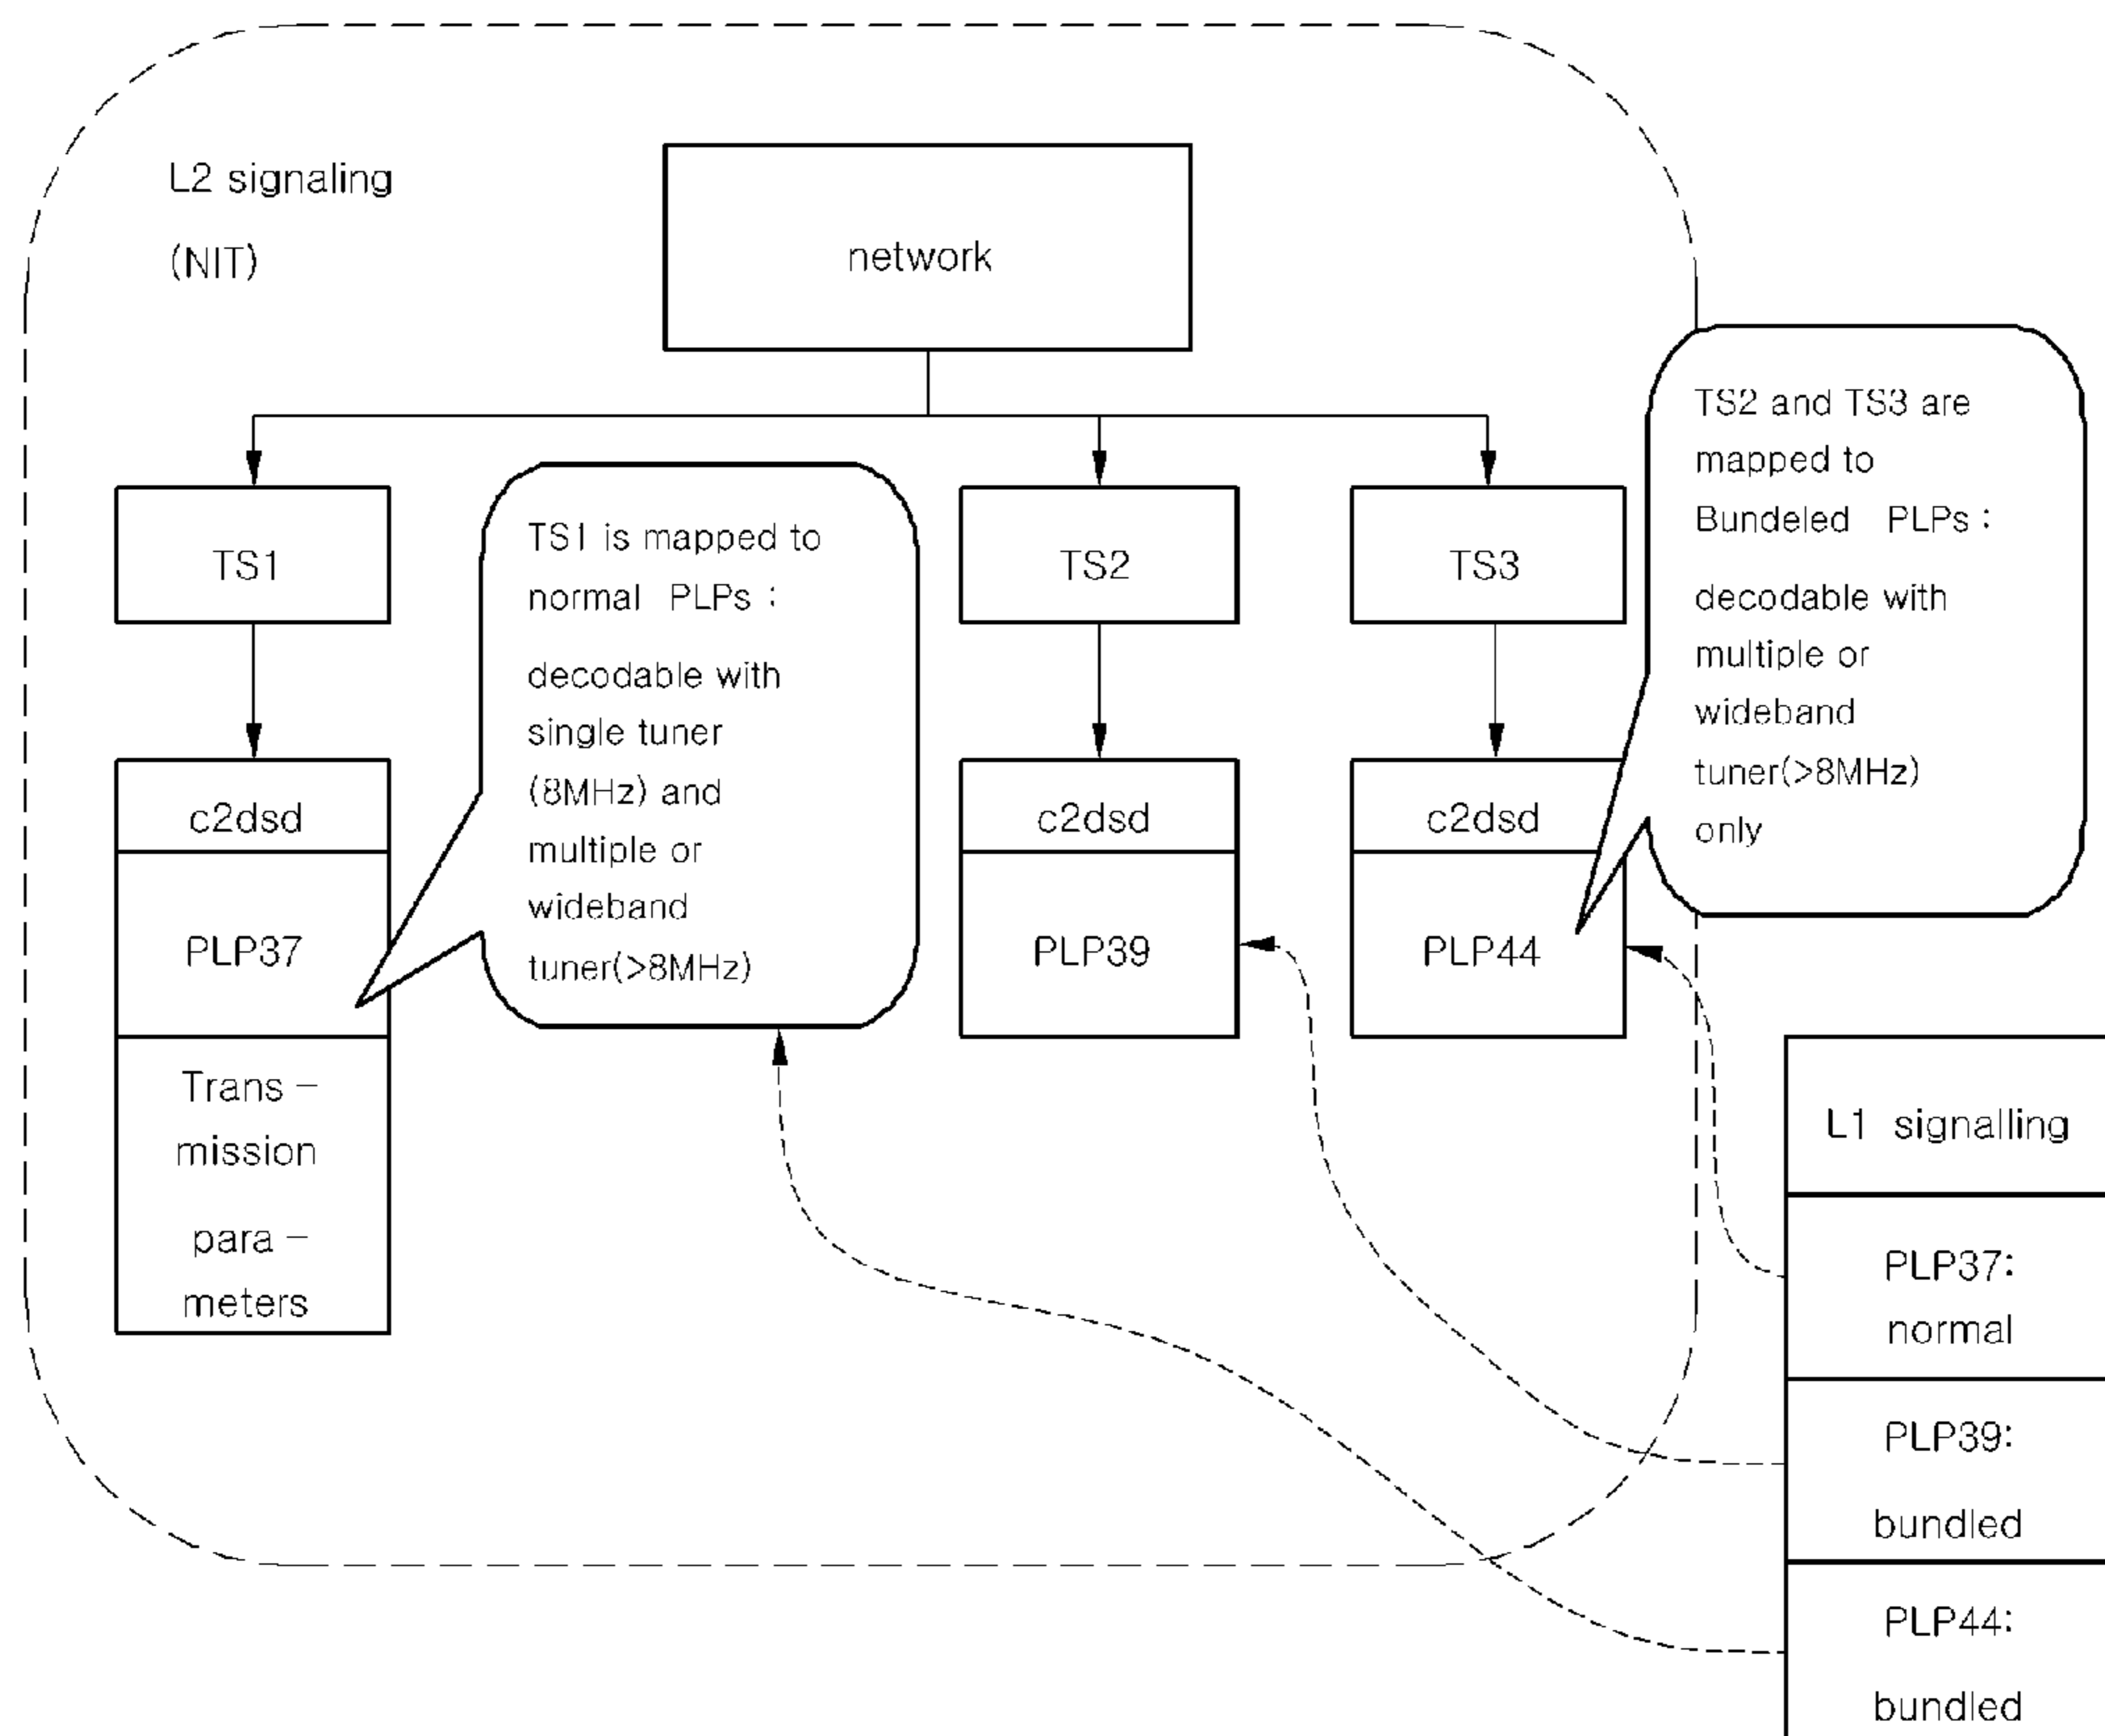 L2 signaling
(NIT)
network
TS1
TS2
TS3
TS1 is mapped to
normal PLPs :
decodable with
single tuner
(8MHz) and
multiple or
wideband
tuner(>8MHz)
TS2 and TS3 are
mapped to
Bundeled PLPs :
decodable with
multiple or
wideband
tuner(>8MHz)
only
c2dsd
PLP37
Trans –
mission
para –
meters
c2dsd
PLP39
c2dsd
PLP44
L1 signalling
PLP37:
normal
PLP39:
bundled
PLP44:
bundled